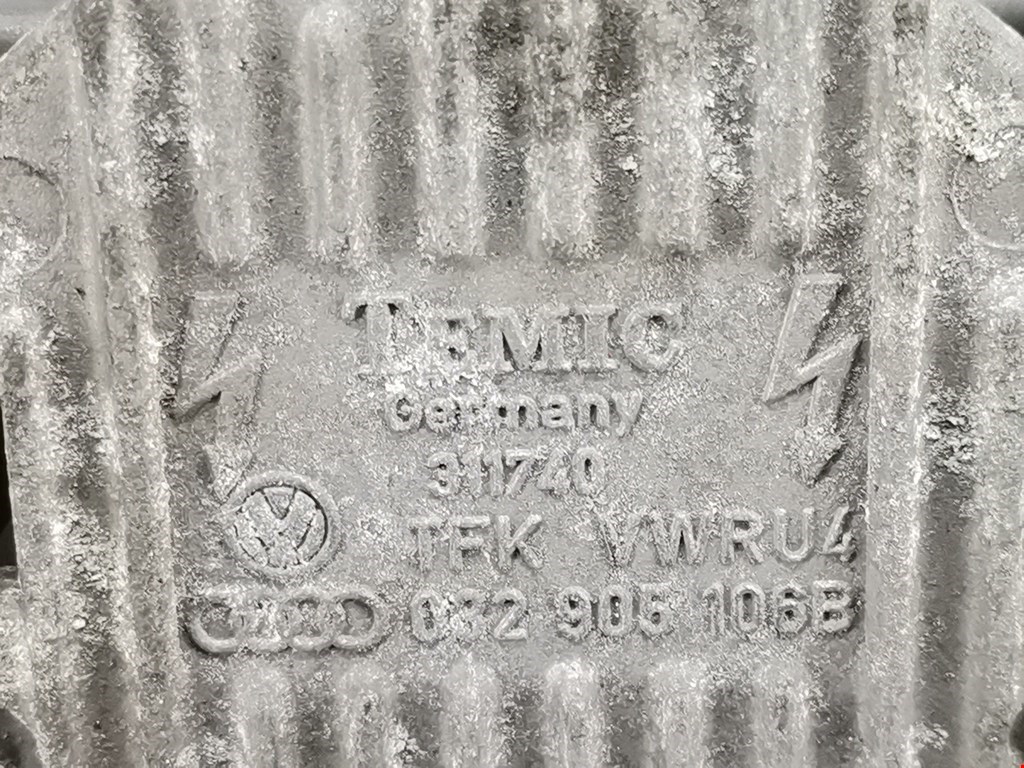 TEMIC
Germany
311740
TFK VWRU4
032 905 106B